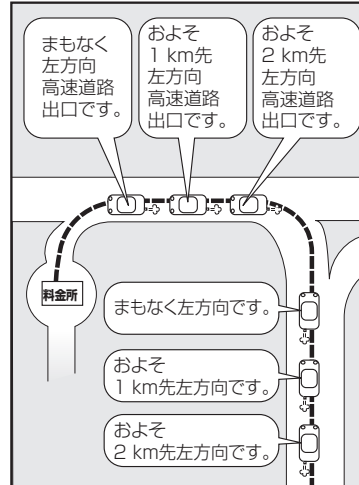 まもなく
左方向
高速道路
出口です。
およそ
1 km先
左方向
高速道路
出口です。
およそ
2 km先
左方向
高速道路
出口です。
料金所
まもなく左方向です。
およそ
1 km先左方向です。
およそ
2 km先左方向です。